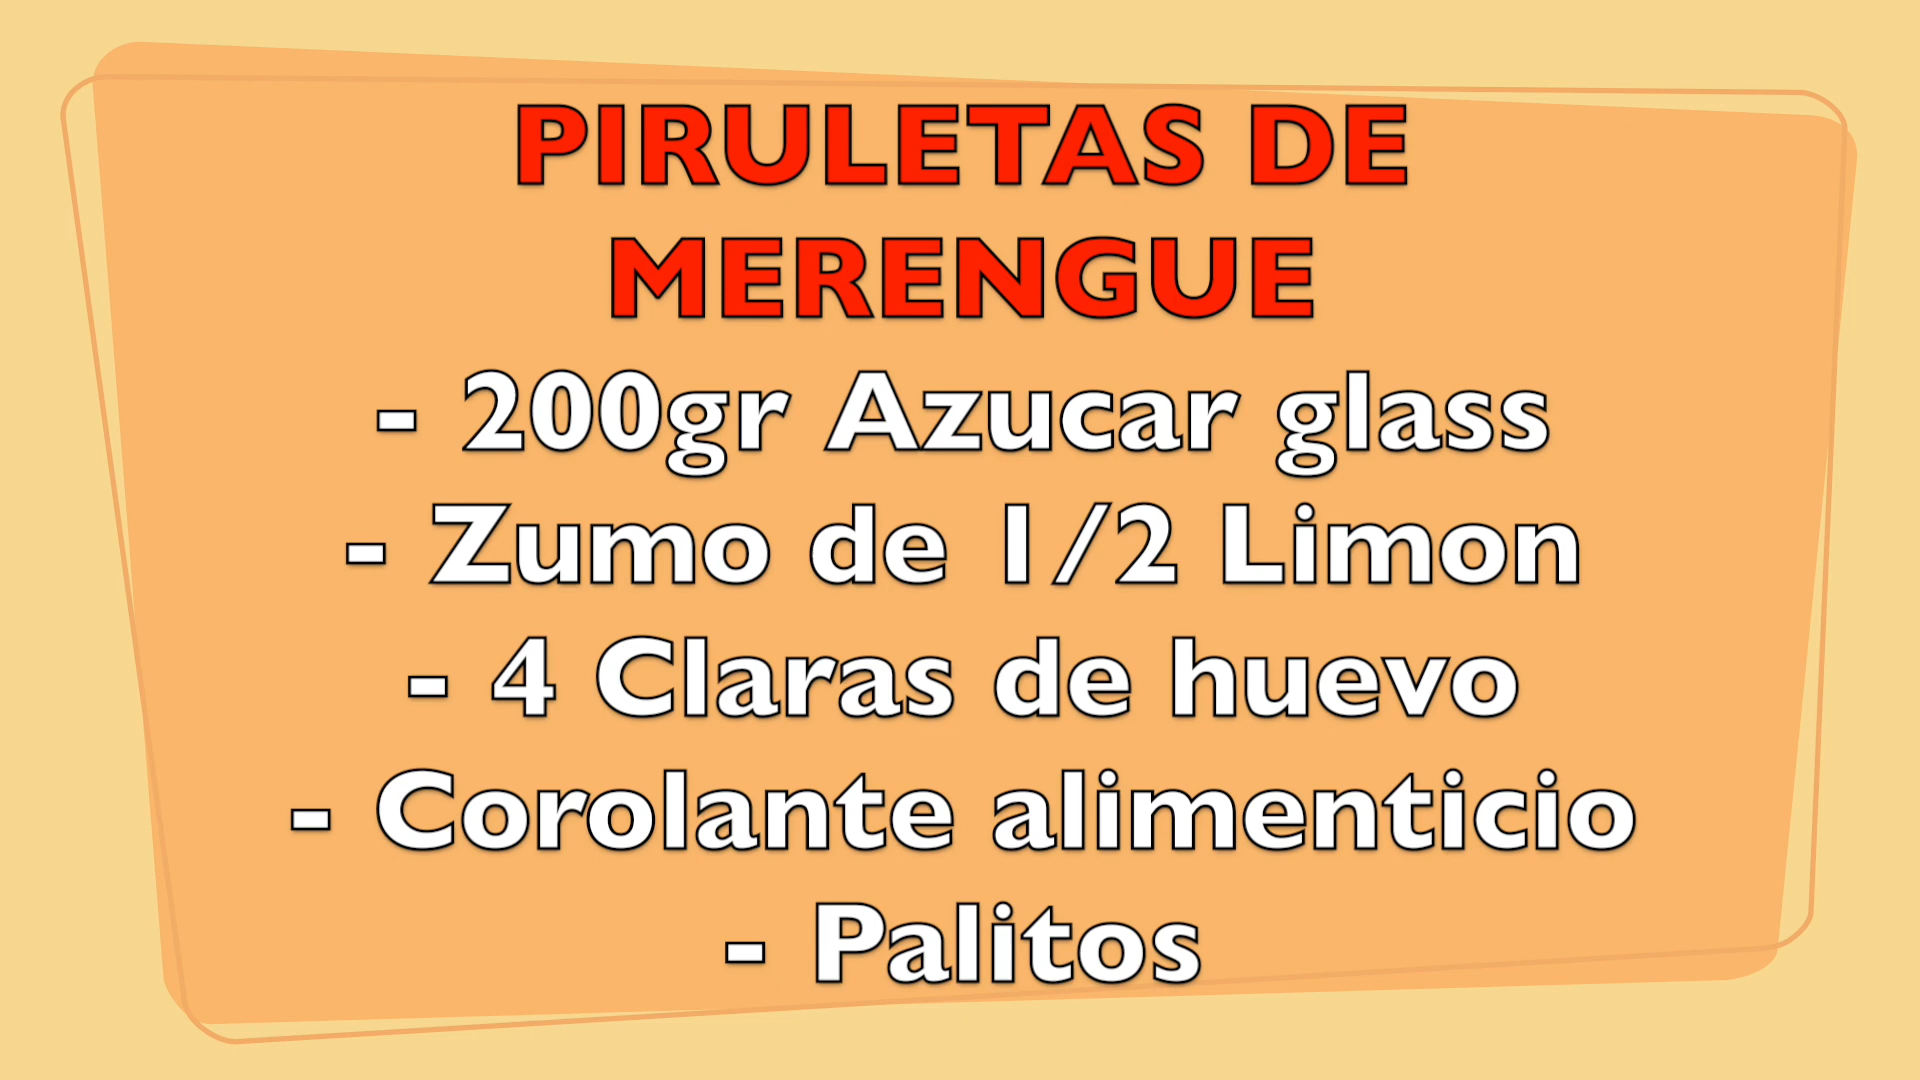 PIRULETAS DE
MERENGUE
- 200gr Azucar glass
- Zumo de 1/2 Limon
- 4 Claras de huevo
- Corolante alimenticio
- Palitos